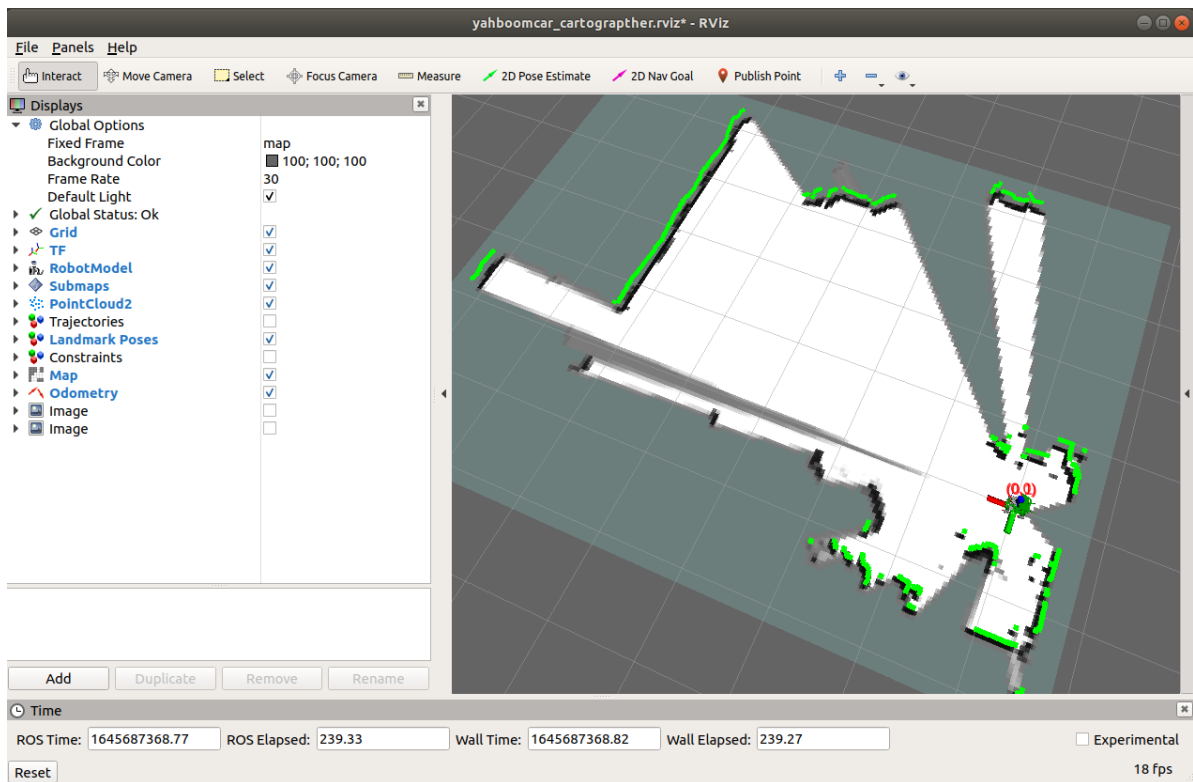 yahboomcar_cartograpther.rviz* - RViz
File Panels Help
Interact Move Camera Select Focus Camera Measure 2D Pose Estimate 2D Nav Goal Publish Point
Displays
Global Options
Fixed Frame map
Background Color 100; 100; 100
Frame Rate 30
Default Light
Global Status: Ok
Grid
TF
RobotModel
Submaps
PointCloud2
Trajectories
Landmark Poses
Constraints
Map
Odometry
Image
Image
(0,0)
Add Duplicate Remove Rename
Time
ROS Time: 1645687368.77 ROS Elapsed: 239.33 Wall Time: 1645687368.82 Wall Elapsed: 239.27 Experimental
Reset 18 fps